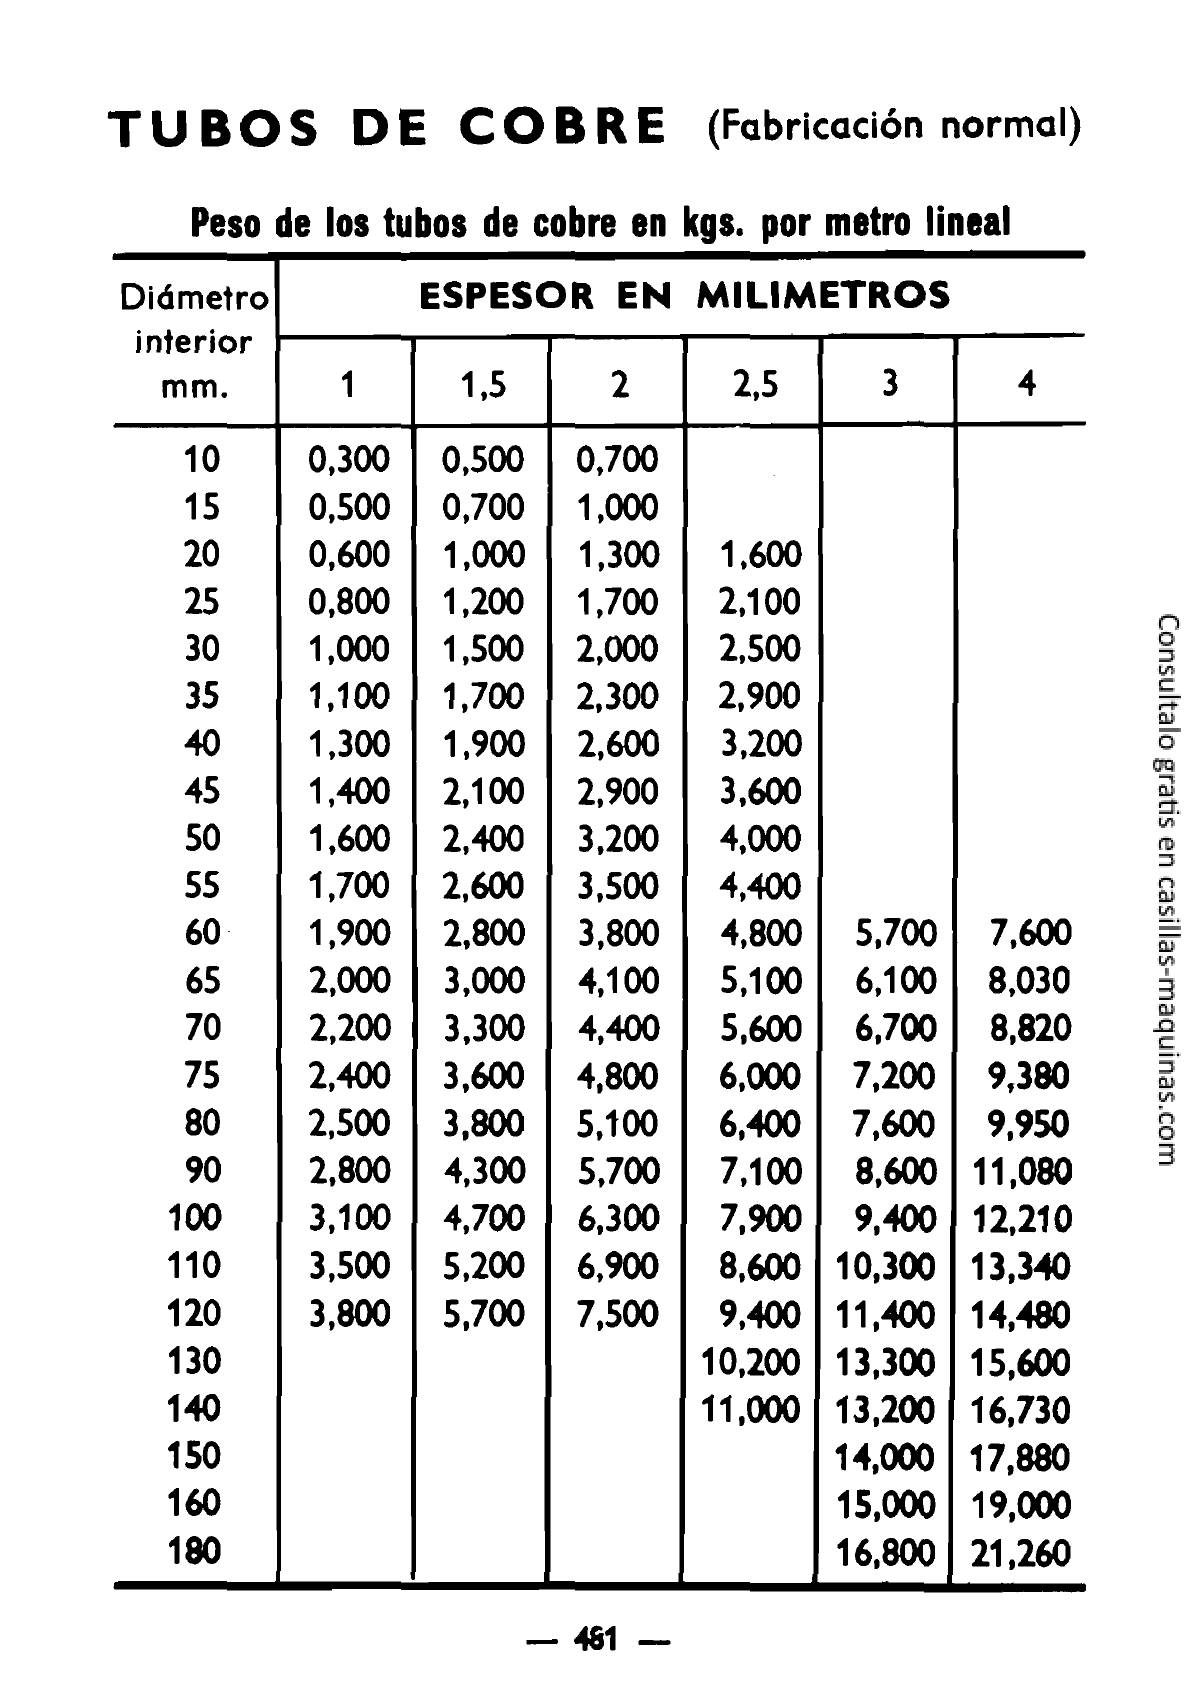 TUBOS DE COBRE (Fabricación normal)
Peso de los tubos de cobre en kgs. por metro lineal
Diámetro interior mm. ESPESOR EN MILIMETROS
1 1,5 2 2,5 3 4
10 0,300 0,500 0,700
15 0,500 0,700 1,000
20 0,600 1,000 1,300 1,600
25 0,800 1,200 1,700 2,100
30 1,000 1,500 2,000 2,500
35 1,100 1,700 2,300 2,900
40 1,300 1,900 2,600 3,200
45 1,400 2,100 2,900 3,600
50 1,600 2,400 3,200 4,000
55 1,700 2,600 3,500 4,400
60 1,900 2,800 3,800 4,800 5,700 7,600
65 2,000 3,000 4,100 5,100 6,100 8,030
70 2,200 3,300 4,400 5,600 6,700 8,820
75 2,400 3,600 4,800 6,000 7,200 9,380
80 2,500 3,800 5,100 6,400 7,600 9,950
90 2,800 4,300 5,700 7,100 8,600 11,080
100 3,100 4,700 6,300 7,900 9,400 12,210
110 3,500 5,200 6,900 8,600 10,300 13,340
120 3,800 5,700 7,500 9,400 11,400 14,480
130 10,200 13,300 15,600
140 11,000 13,200 16,730
150 14,000 17,880
160 15,000 19,000
180 16,800 21,260
— 461 —
Consultalo gratis en casillas-maquinas.com